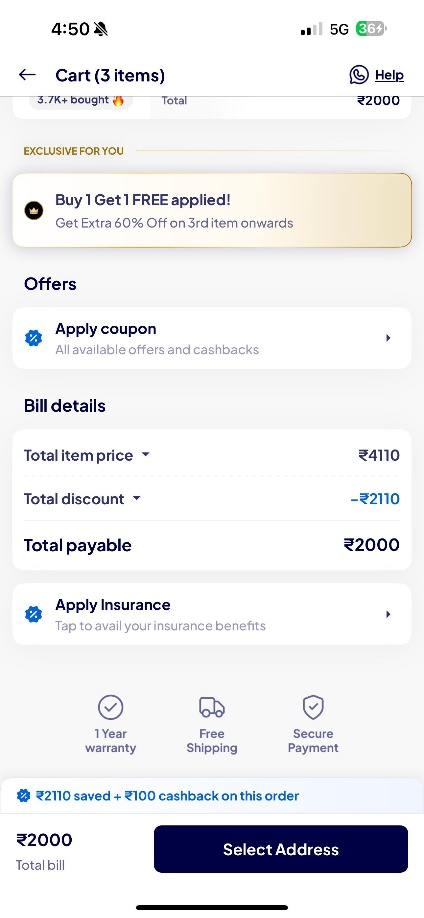 4:50
5G 36
Cart (3 items)
Help
3.7K+ bought 🔥
Total
₹2000
EXCLUSIVE FOR YOU
Buy 1 Get 1 FREE applied!
Get Extra 60% Off on 3rd item onwards
Offers
Apply coupon
All available offers and cashbacks
Bill details
Total item price
₹4110
Total discount
-₹2110
Total payable
₹2000
Apply Insurance
Tap to avail your insurance benefits
1 Year
warranty
Free
Shipping
Secure
Payment
₹2110 saved + ₹100 cashback on this order
₹2000
Total bill
Select Address